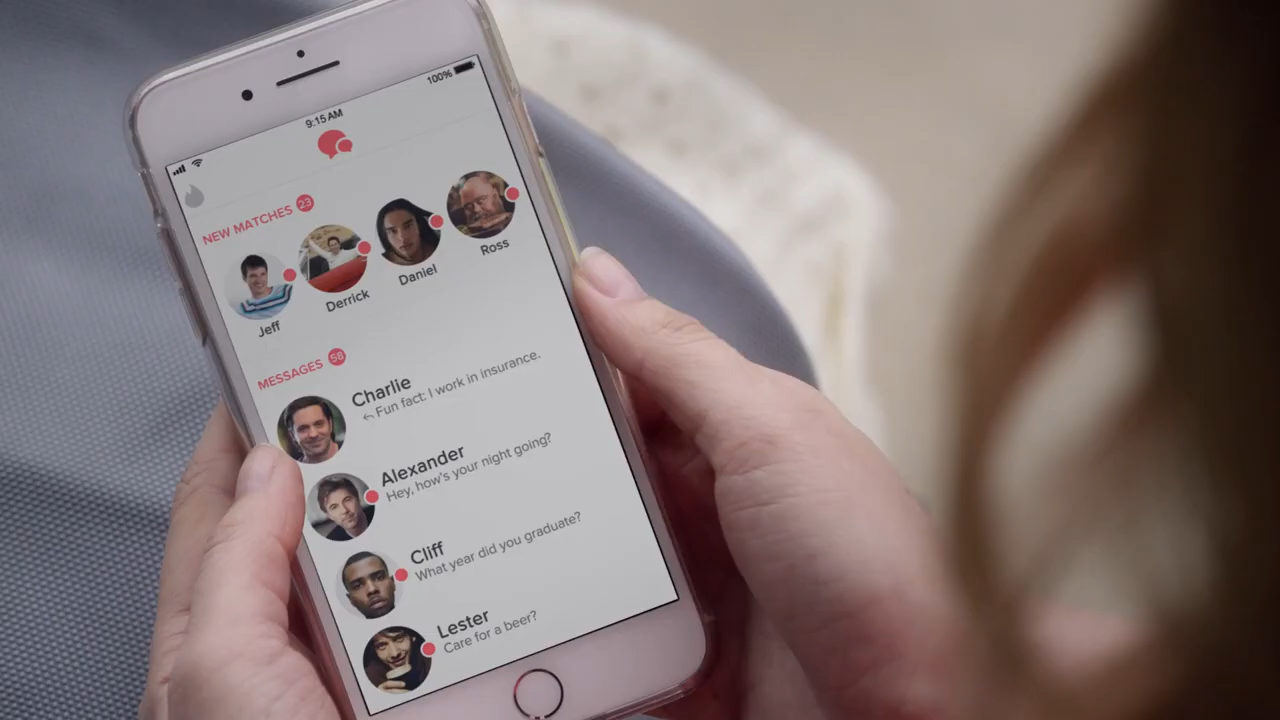 100%
9:15 AM
NEW MATCHES 23
Jeff
Derrick
Daniel
Ross
MESSAGES 58
Charlie
Fun fact: I work in insurance.
Alexander
Hey, how's your night going?
Cliff
What year did you graduate?
Lester
Care for a beer?